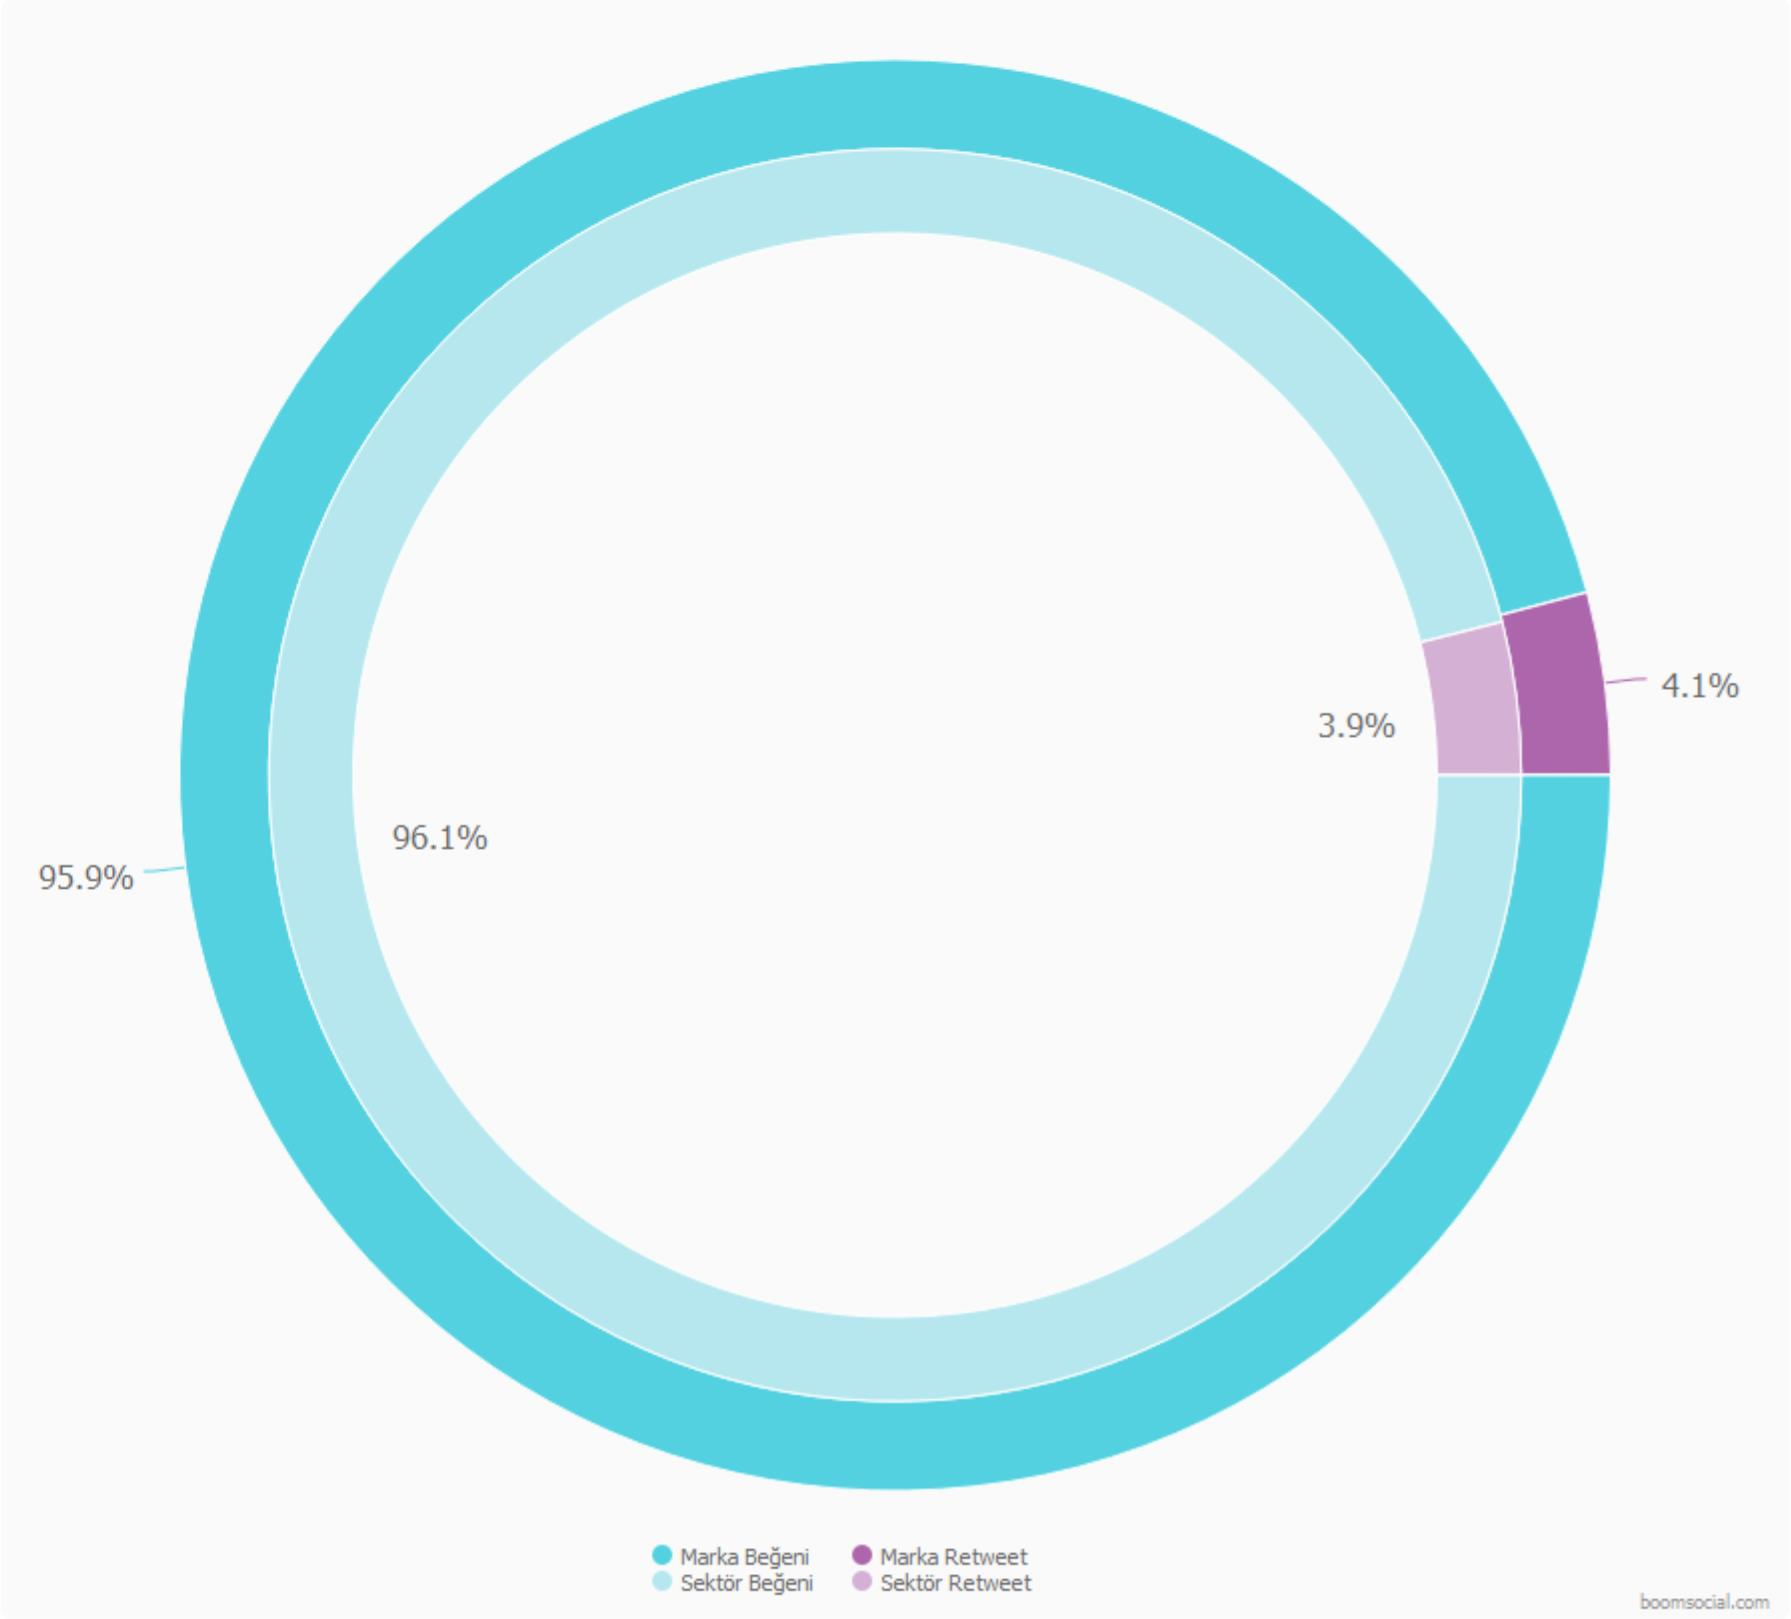 4.1%
3.9%
96.1%
95.9%
Marka Beğeni
Marka Retweet
Sektör Beğeni
Sektör Retweet
boomsocial.com